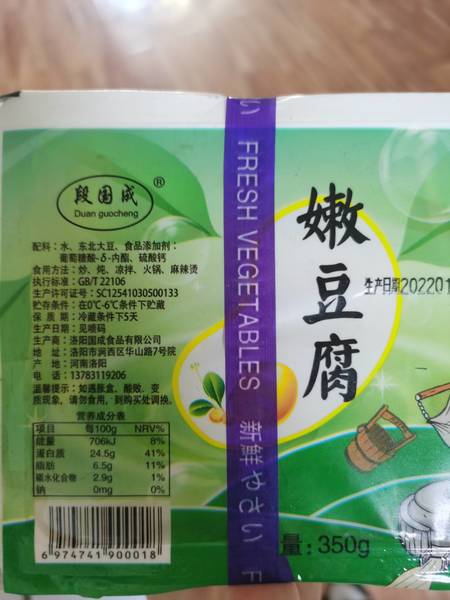 段国成®
Duan guocheng
配料:水、东北大豆、食品添加剂:
葡萄糖酸-δ-内酯、硫酸钙
食用方法:炒、炖、凉拌、火锅、麻辣烫
执行标准:GB/T 22106
生产许可证号:SC12541030500133
贮存条件:在0℃-6℃条件下贮藏
保 质 期:冷藏条件下5天
生产日期:见喷码
生产商:洛阳国成食品有限公司
地 址:洛阳市涧西区华山路7号院
产 地:河南洛阳
电 话:13783119206
温馨提示:如遇胀盒、酸败、变
质现象,请勿食用,到购买处调换。
营养成分表
项目 每100g NRV%
能量 706kJ 8%
蛋白质 24.5g 41%
脂肪 6.5g 11%
碳水化合物 2.9g 1%
钠 0mg 0%
6 974741 900018
い FRESH VEGETABLES 新鮮やさい F
嫩豆腐
生产日期202201
量:350g